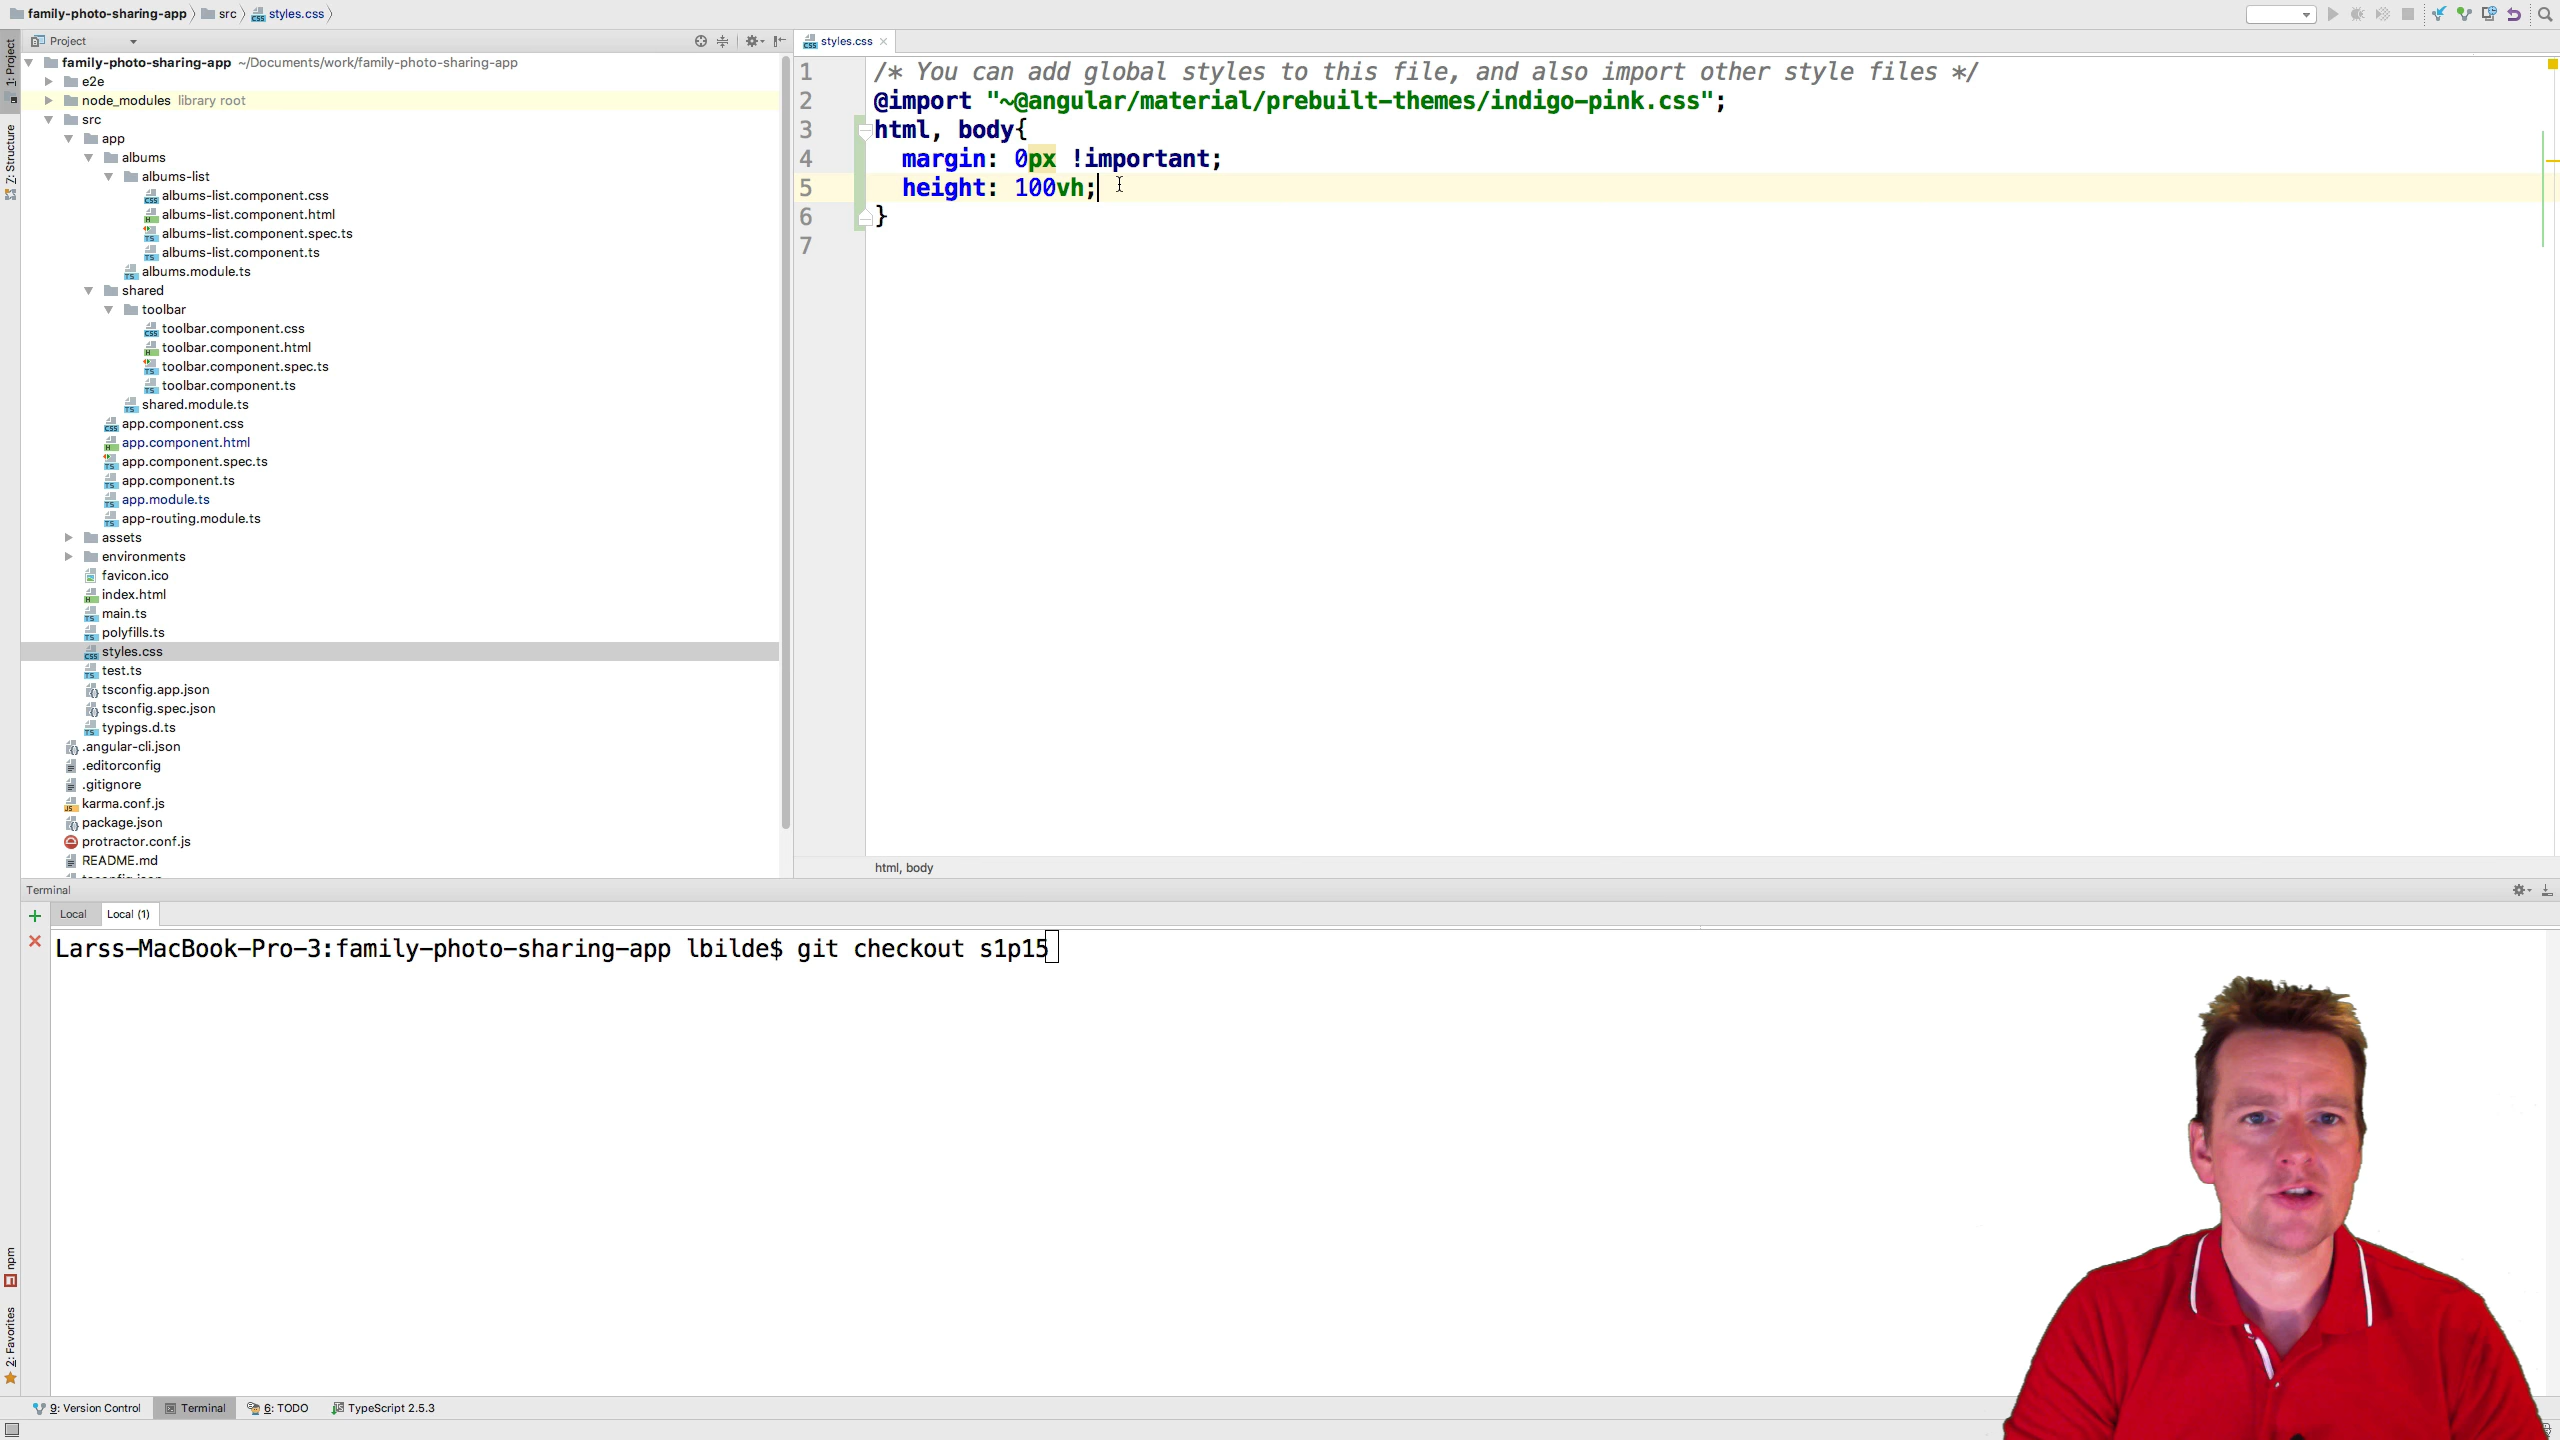 family-photo-sharing-app src styles.css
Project
styles.css
1: Project
Z: Structure
family-photo-sharing-app ~/Documents/work/family-photo-sharing-app
e2e
node_modules library root
src
app
albums
albums-list
albums-list.component.css
albums-list.component.html
albums-list.component.spec.ts
albums-list.component.ts
albums.module.ts
shared
toolbar
toolbar.component.css
toolbar.component.html
toolbar.component.spec.ts
toolbar.component.ts
shared.module.ts
app.component.css
app.component.html
app.component.spec.ts
app.component.ts
app.module.ts
app-routing.module.ts
assets
environments
favicon.ico
index.html
main.ts
polyfills.ts
styles.css
test.ts
tsconfig.app.json
tsconfig.spec.json
typings.d.ts
.angular-cli.json
.editorconfig
.gitignore
karma.conf.js
package.json
protractor.conf.js
README.md
1 /* You can add global styles to this file, and also import other style files */
2 @import "~@angular/material/prebuilt-themes/indigo-pink.css";
3 html, body{
4 margin: 0px !important;
5 height: 100vh;
6 }
7
html, body
Terminal
Local Local (1)
Larss-MacBook-Pro-3:family-photo-sharing-app lbilde$ git checkout s1p15
npm
2: Favorites
9: Version Control Terminal 6: TODO TypeScript 2.5.3